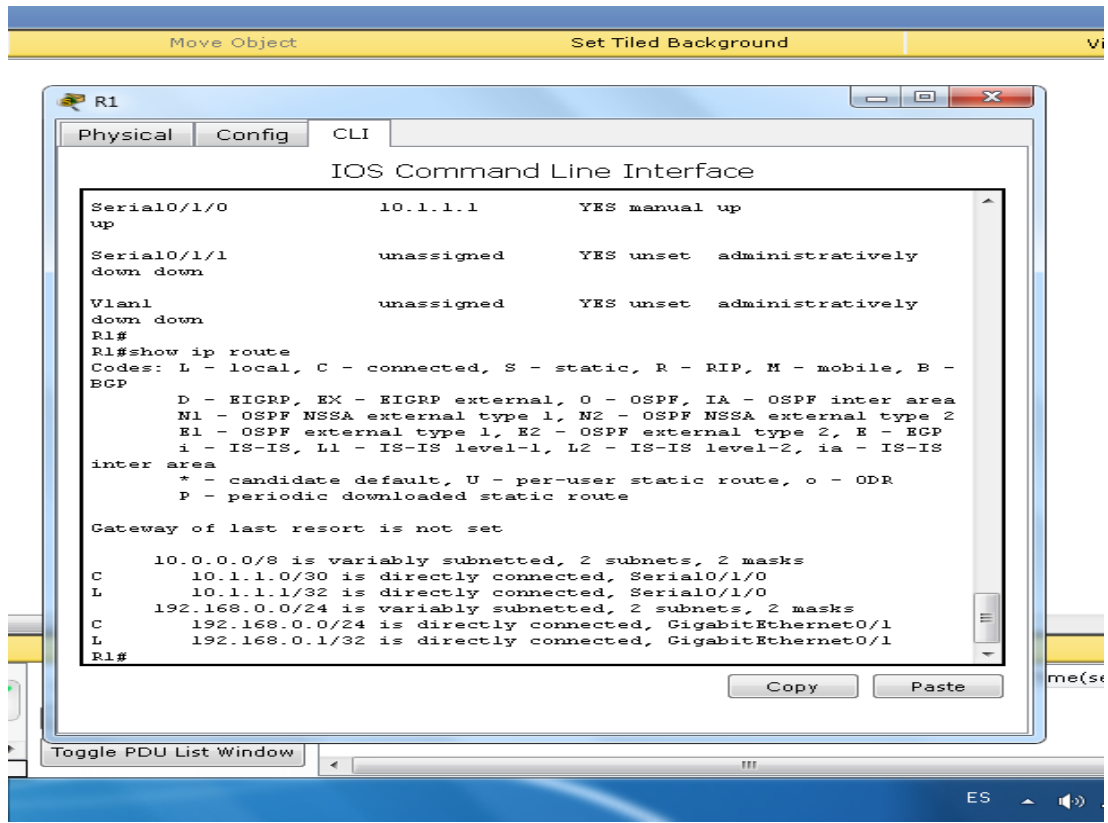 Move Object
Set Tiled Background
Vi
R1
Physical
Config
CLI
IOS Command Line Interface
Serial0/1/0 10.1.1.1 YES manual up
up
Serial0/1/1 unassigned YES unset administratively
down down
Vlan1 unassigned YES unset administratively
down down
R1#
R1#show ip route
Codes: L - local, C - connected, S - static, R - RIP, M - mobile, B -
BGP
D - EIGRP, EX - EIGRP external, O - OSPF, IA - OSPF inter area
N1 - OSPF NSSA external type 1, N2 - OSPF NSSA external type 2
E1 - OSPF external type 1, E2 - OSPF external type 2, E - EGP
i - IS-IS, L1 - IS-IS level-1, L2 - IS-IS level-2, ia - IS-IS
inter area
* - candidate default, U - per-user static route, o - ODR
P - periodic downloaded static route
Gateway of last resort is not set
10.0.0.0/8 is variably subnetted, 2 subnets, 2 masks
C 10.1.1.0/30 is directly connected, Serial0/1/0
L 10.1.1.1/32 is directly connected, Serial0/1/0
192.168.0.0/24 is variably subnetted, 2 subnets, 2 masks
C 192.168.0.0/24 is directly connected, GigabitEthernet0/1
L 192.168.0.1/32 is directly connected, GigabitEthernet0/1
R1#
Copy
Paste
me(se
Toggle PDU List Window
ES